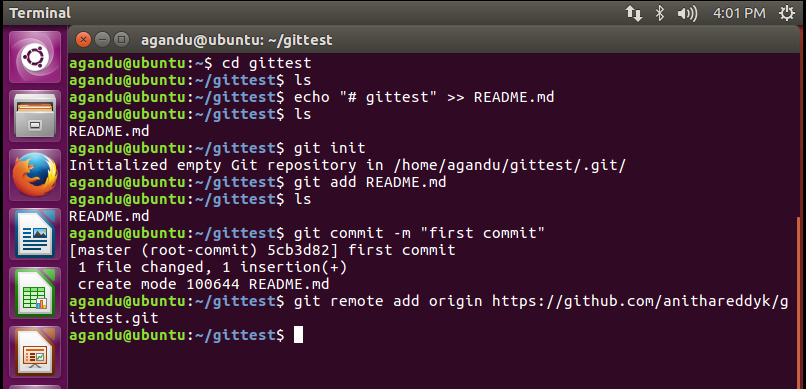 Terminal
4:01 PM
agandu@ubuntu: ~/gittest
agandu@ubuntu:~$ cd gittest
agandu@ubuntu:~/gittest$ ls
agandu@ubuntu:~/gittest$ echo "# gittest" >> README.md
agandu@ubuntu:~/gittest$ ls
README.md
agandu@ubuntu:~/gittest$ git init
Initialized empty Git repository in /home/agandu/gittest/.git/
agandu@ubuntu:~/gittest$ git add README.md
agandu@ubuntu:~/gittest$ ls
README.md
agandu@ubuntu:~/gittest$ git commit -m "first commit"
[master (root-commit) 5cb3d82] first commit
 1 file changed, 1 insertion(+)
 create mode 100644 README.md
agandu@ubuntu:~/gittest$ git remote add origin https://github.com/anithareddyk/g
ittest.git
agandu@ubuntu:~/gittest$